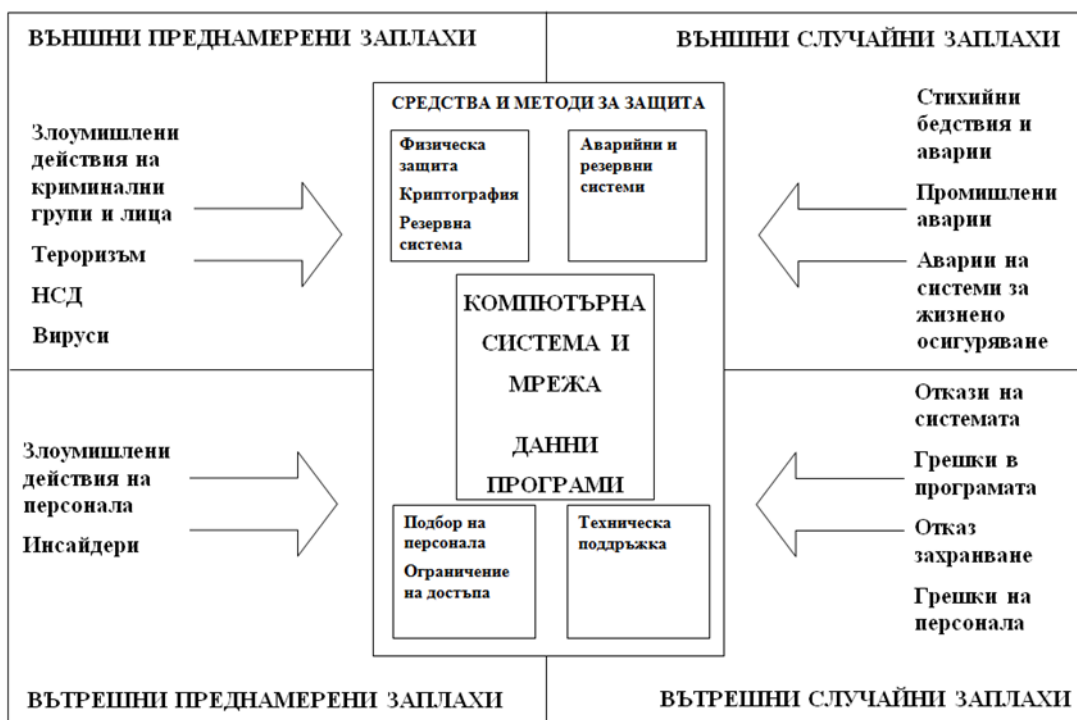 ВЪНШНИ ПРЕДНАМЕРЕНИ ЗАПЛАХИ
ВЪНШНИ СЛУЧАЙНИ ЗАПЛАХИ
Злоумишлени
действия на
криминални
групи и лица
Тероризъм
НСД
Вируси
СРЕДСТВА И МЕТОДИ ЗА ЗАЩИТА
Физическа
защита
Криптография
Резервна
система
Аварийни и
резервни
системи
Стихийни
бедствия и
аварии
Промишлени
аварии
Аварии на
системи за
жизнено
осигуряване
КОМПЮТЪРНА
СИСТЕМА И
МРЕЖА
ДАННИ
ПРОГРАМИ
Злоумишлени
действия на
персонала
Инсайдери
Подбор на
персонала
Ограничение
на достъпа
Техническа
поддръжка
Откази на
системата
Грешки в
програмата
Отказ
захранване
Грешки на
персонала
ВЪТРЕШНИ ПРЕДНАМЕРЕНИ ЗАПЛАХИ
ВЪТРЕШНИ СЛУЧАЙНИ ЗАПЛАХИ